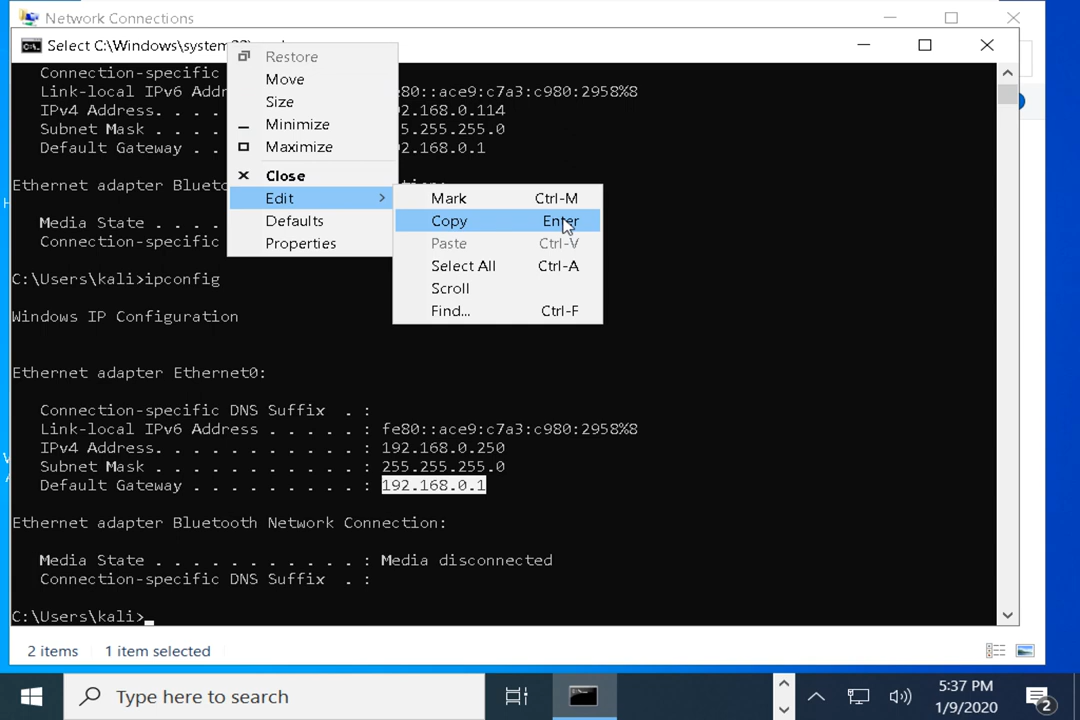 Network Connections
Select C:\Windows\system32
Connection-specific
Link-local IPv6 Addr e80::ace9:c7a3:c980:2958%8
IPv4 Address. . . . 92.168.0.114
Subnet Mask . . . . 5.255.255.0
Default Gateway . . 92.168.0.1
Ethernet adapter Blueto
Media State . . . .
Connection-specific
Restore
Move
Size
Minimize
Maximize
Close
Edit
Defaults
Properties
Mark Ctrl-M
Copy Enter
Paste Ctrl-V
Select All Ctrl-A
Scroll
Find... Ctrl-F
C:\Users\kali>ipconfig
Windows IP Configuration
Ethernet adapter Ethernet0:
Connection-specific DNS Suffix . :
Link-local IPv6 Address . . . . . : fe80::ace9:c7a3:c980:2958%8
IPv4 Address. . . . . . . . . . . : 192.168.0.250
Subnet Mask . . . . . . . . . . . : 255.255.255.0
Default Gateway . . . . . . . . . : 192.168.0.1
Ethernet adapter Bluetooth Network Connection:
Media State . . . . . . . . . . . : Media disconnected
Connection-specific DNS Suffix . :
C:\Users\kali>
2 items 1 item selected
Type here to search
5:37 PM
1/9/2020
2